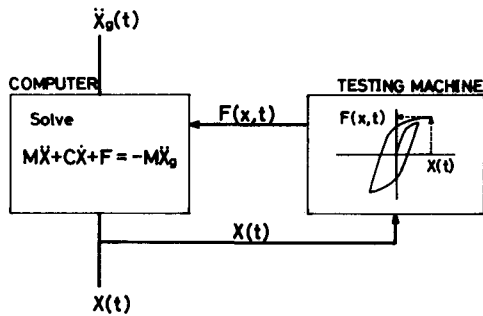 Ẍg(t)
COMPUTER
TESTING MACHINE
Solve
MẌ+CẊ+F=-MẌg
F(x,t)
F(x,t)
X(t)
X(t)
X(t)